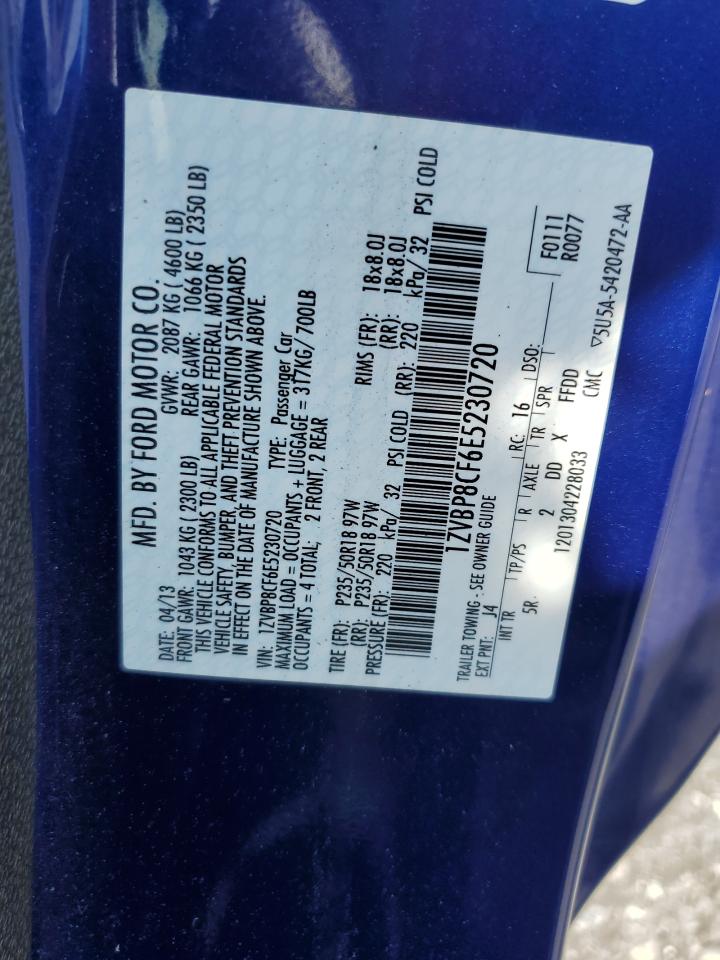 MFD. BY FORD MOTOR CO.
DATE: 04/13 GVWR: 2087 KG ( 4600 LB)
FRONT GAWR: 1043 KG ( 2300 LB) REAR GAWR: 1066 KG ( 2350 LB)
THIS VEHICLE CONFORMS TO ALL APPLICABLE FEDERAL MOTOR
VEHICLE SAFETY, BUMPER, AND THEFT PREVENTION STANDARDS
IN EFFECT ON THE DATE OF MANUFACTURE SHOWN ABOVE.
VIN: 1ZVBP8CF6E5230720 TYPE: Passenger Car
MAXIMUM LOAD = OCCUPANTS + LUGGAGE = 317KG/ 700LB
OCCUPANTS = 4 TOTAL; 2 FRONT, 2 REAR
TIRE (FR): P235/50R18 97W RIMS (FR): 18x8.0J
(RR): P235/50R18 97W (RR): 18x8.0J
PRESSURE (FR): 220 kPa/ 32 PSI COLD (RR): 220 kPa/ 32 PSI COLD
1ZVBP8CF6E5230720
TRAILER TOWING - SEE OWNER GUIDE
EXT PNT: J4 RC: 16 DSO: F0111
R0077
INT TR TP/PS R AXLE TR SPR
5R 2 DD X FFDD
1201304228033 CMC ▽5U5A-5420472-AA